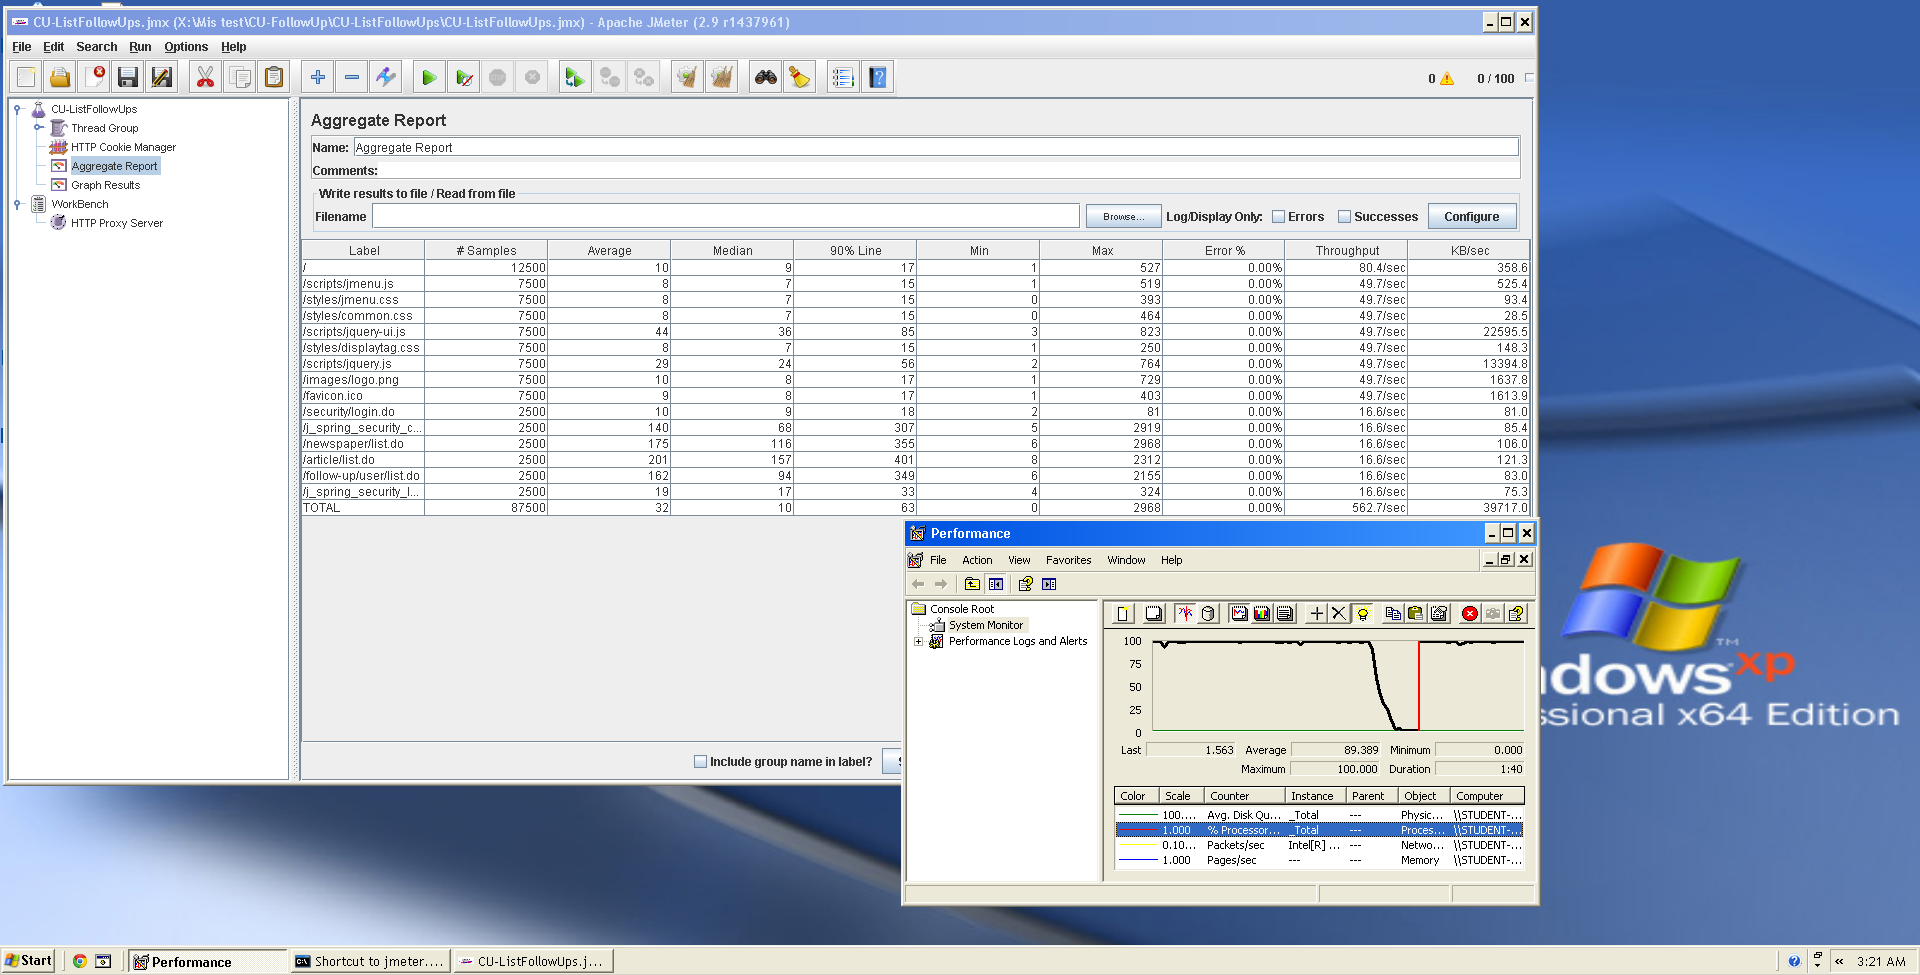 CU-ListFollowUps.jmx (X:\Mis test\CU-FollowUp\CU-ListFollowUps\CU-ListFollowUps.jmx) - Apache JMeter (2.9 r1437961)
File Edit Search Run Options Help
0 0 / 100
CU-ListFollowUps
Thread Group
HTTP Cookie Manager
Aggregate Report
Graph Results
WorkBench
HTTP Proxy Server
Aggregate Report
Name: Aggregate Report
Comments:
Write results to file / Read from file
Filename Browse... Log/Display Only: Errors Successes Configure
Label # Samples Average Median 90% Line Min Max Error % Throughput KB/sec
/ 12500 10 9 17 1 527 0.00% 80.4/sec 358.6
/scripts/jmenu.js 7500 8 7 15 1 519 0.00% 49.7/sec 525.4
/styles/jmenu.css 7500 8 7 15 0 393 0.00% 49.7/sec 93.4
/styles/common.css 7500 8 7 15 0 464 0.00% 49.7/sec 28.5
/scripts/jquery-ui.js 7500 44 36 85 3 823 0.00% 49.7/sec 22595.5
/styles/displaytag.css 7500 8 7 15 1 250 0.00% 49.7/sec 148.3
/scripts/jquery.js 7500 29 24 56 2 764 0.00% 49.7/sec 13394.8
/images/logo.png 7500 10 8 17 1 729 0.00% 49.7/sec 1637.8
/favicon.ico 7500 9 8 17 1 403 0.00% 49.7/sec 1613.9
/security/login.do 2500 10 9 18 2 81 0.00% 16.6/sec 81.0
/j_spring_security_c... 2500 140 68 307 5 2919 0.00% 16.6/sec 85.4
/newspaper/list.do 2500 175 116 355 6 2968 0.00% 16.6/sec 106.0
/article/list.do 2500 201 157 401 8 2312 0.00% 16.6/sec 121.3
/follow-up/user/list.do 2500 162 94 349 6 2155 0.00% 16.6/sec 83.0
/j_spring_security_l... 2500 19 17 33 4 324 0.00% 16.6/sec 75.3
TOTAL 87500 32 10 63 0 2968 0.00% 562.7/sec 39717.0
Include group name in label?
Performance
File Action View Favorites Window Help
Console Root
System Monitor
Performance Logs and Alerts
100
75
50
25
0
Last 1.563 Average 89.389 Minimum 0.000
Maximum 100.000 Duration 1:40
Color Scale Counter Instance Parent Object Computer
100.... Avg. Disk Qu... _Total --- Physic... \\STUDENT-...
1.000 % Processor... _Total --- Proces... \\STUDENT-...
0.10... Packets/sec Intel[R] ... --- Netwo... \\STUDENT-...
1.000 Pages/sec --- --- Memory \\STUDENT-...
ndows xp
TM
ssional x64 Edition
Start Performance Shortcut to jmeter.... CU-ListFollowUps.j... « 3:21 AM